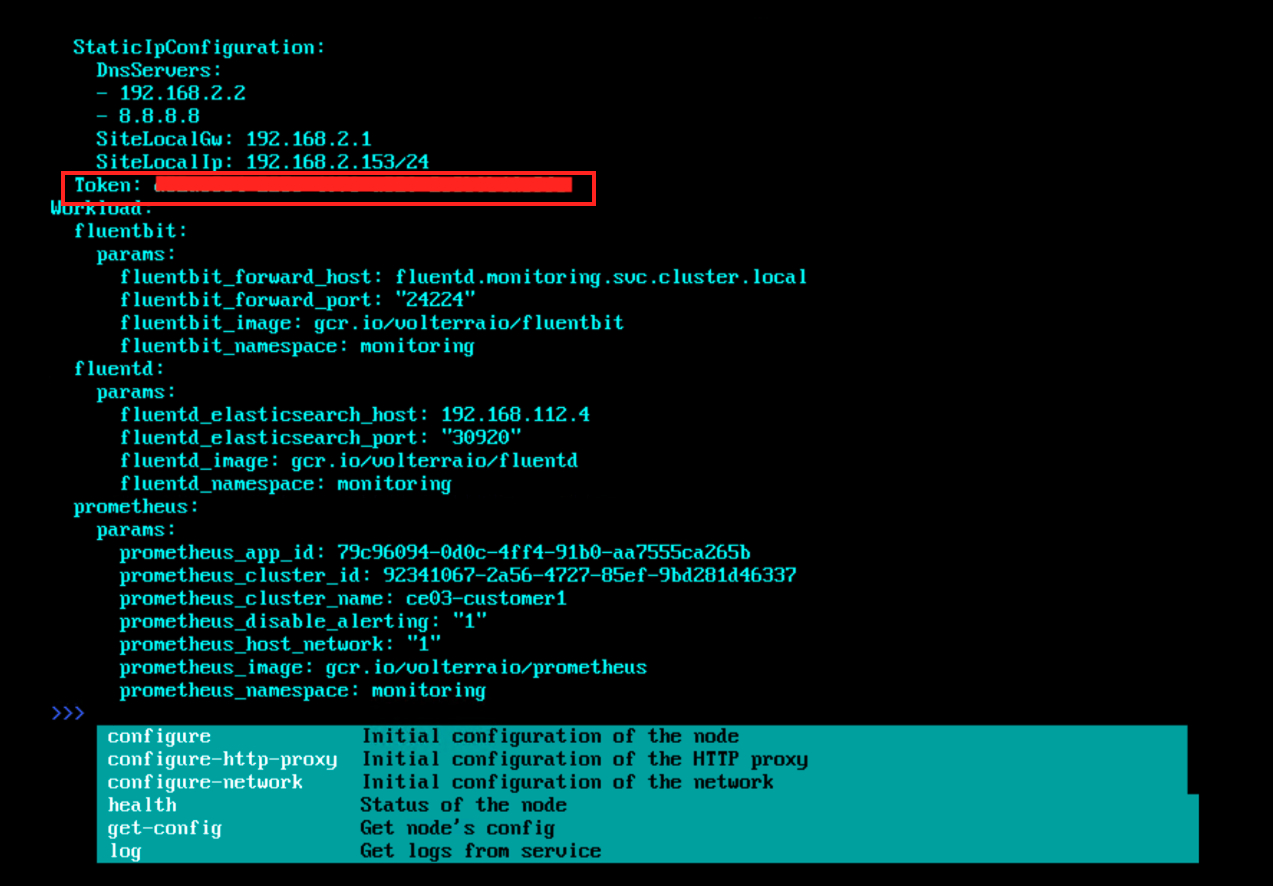 StaticIpConfiguration:
DnsServers:
- 192.168.2.2
- 8.8.8.8
SiteLocalGw: 192.168.2.1
SiteLocalIp: 192.168.2.153/24
Token:
Workload:
fluentbit:
params:
fluentbit_forward_host: fluentd.monitoring.svc.cluster.local
fluentbit_forward_port: "24224"
fluentbit_image: gcr.io/volterraio/fluentbit
fluentbit_namespace: monitoring
fluentd:
params:
fluentd_elasticsearch_host: 192.168.112.4
fluentd_elasticsearch_port: "30920"
fluentd_image: gcr.io/volterraio/fluentd
fluentd_namespace: monitoring
prometheus:
params:
prometheus_app_id: 79c96094-0d0c-4ff4-91b0-aa7555ca265b
prometheus_cluster_id: 92341067-2a56-4727-85ef-9bd281d46337
prometheus_cluster_name: ce03-customer1
prometheus_disable_alerting: "1"
prometheus_host_network: "1"
prometheus_image: gcr.io/volterraio/prometheus
prometheus_namespace: monitoring
>>>
configure Initial configuration of the node
configure-http-proxy Initial configuration of the HTTP proxy
configure-network Initial configuration of the network
health Status of the node
get-config Get node's config
log Get logs from service